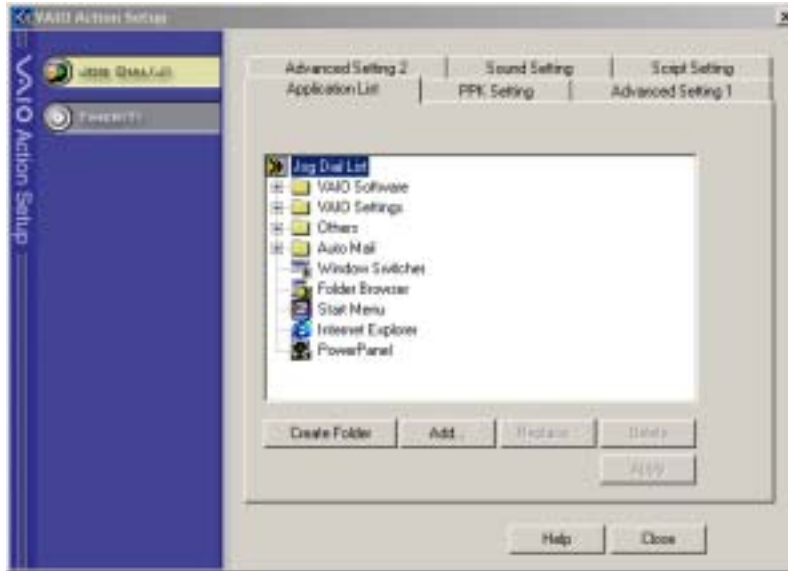 VAIO Action Setup
VAIO Action Setup
Advanced Setting 2
Sound Setting
Script Setting
Application List
PPK Setting
Advanced Setting 1
Jog Dial List
VAIO Software
VAIO Settings
Others
Auto Mail
Window Switcher
Folder Browser
Start Menu
Internet Explorer
PowerPanel
Create Folder
Add...
Replace
Delete
Apply
Help
Close